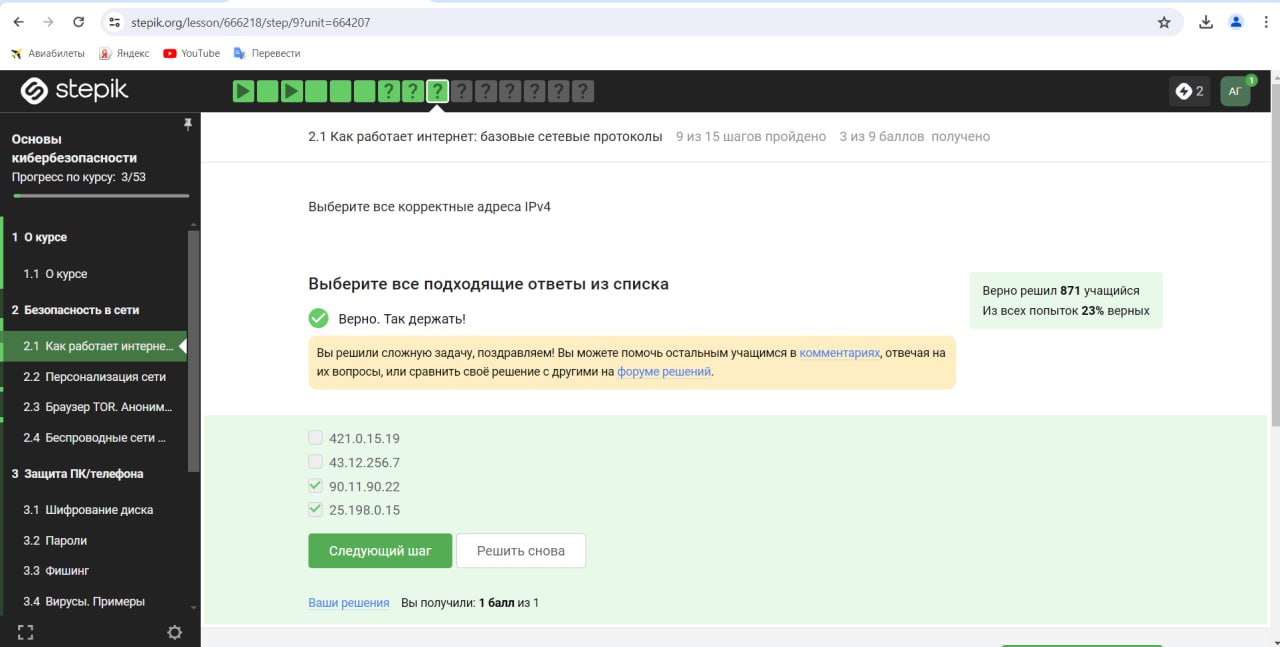 stepik.org/lesson/666218/step/9?unit=664207
Авиабилеты Яндекс YouTube Перевести
stepik
? ? ? ? ? ? ? ? ?
2
АГ
1
Основы
кибербезопасности
Прогресс по курсу: 3/53
1 О курсе
1.1 О курсе
2 Безопасность в сети
2.1 Как работает интерне...
2.2 Персонализация сети
2.3 Браузер TOR. Аноним...
2.4 Беспроводные сети ...
3 Защита ПК/телефона
3.1 Шифрование диска
3.2 Пароли
3.3 Фишинг
3.4 Вирусы. Примеры
2.1 Как работает интернет: базовые сетевые протоколы 9 из 15 шагов пройдено 3 из 9 баллов получено
Выберите все корректные адреса IPv4
Выберите все подходящие ответы из списка
Верно. Так держать!
Верно решил 871 учащийся
Из всех попыток 23% верных
Вы решили сложную задачу, поздравляем! Вы можете помочь остальным учащимся в комментариях, отвечая на
их вопросы, или сравнить своё решение с другими на форуме решений.
421.0.15.19
43.12.256.7
90.11.90.22
25.198.0.15
Следующий шаг Решить снова
Ваши решения Вы получили: 1 балл из 1